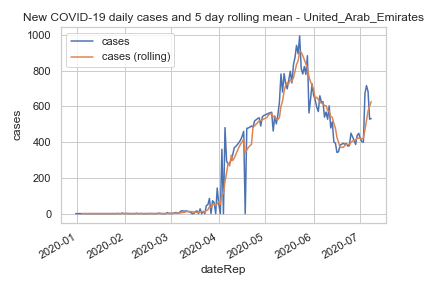 New COVID-19 daily cases and 5 day rolling mean - United_Arab_Emirates
cases
cases (rolling)
1000
800
600
400
200
0
cases
2020-01
2020-02
2020-03
2020-04
2020-05
2020-06
2020-07
dateRep